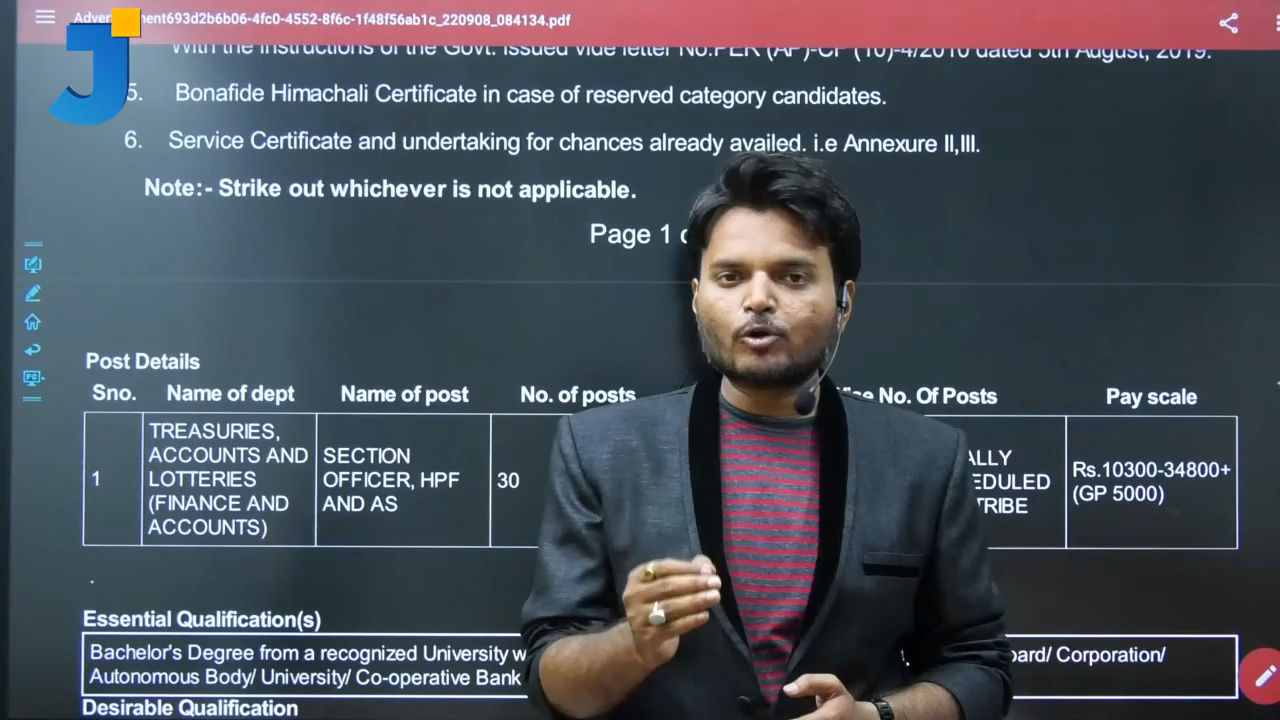 Adver
ment693d2b6b06-4fc0-4552-8f6c-1f48f56ab1c_220908_084134.pdf
With the instructions of the Govt. issued vide letter No.PER (AP)-CF (10)-4/2010 dated 5th August, 2019.
5. Bonafide Himachali Certificate in case of reserved category candidates.
6. Service Certificate and undertaking for chances already availed. i.e Annexure II,III.
Note:- Strike out whichever is not applicable.
Page 1
Post Details
Sno. Name of dept Name of post No. of posts No. Of Posts Pay scale
1
TREASURIES,
ACCOUNTS AND
LOTTERIES
(FINANCE AND
ACCOUNTS)
SECTION
OFFICER, HPF
AND AS
30
ALLY
EDULED
TRIBE
Rs.10300-34800+
(GP 5000)
Essential Qualification(s)
Bachelor's Degree from a recognized University w
oard/ Corporation/
Autonomous Body/ University/ Co-operative Bank
Desirable Qualification